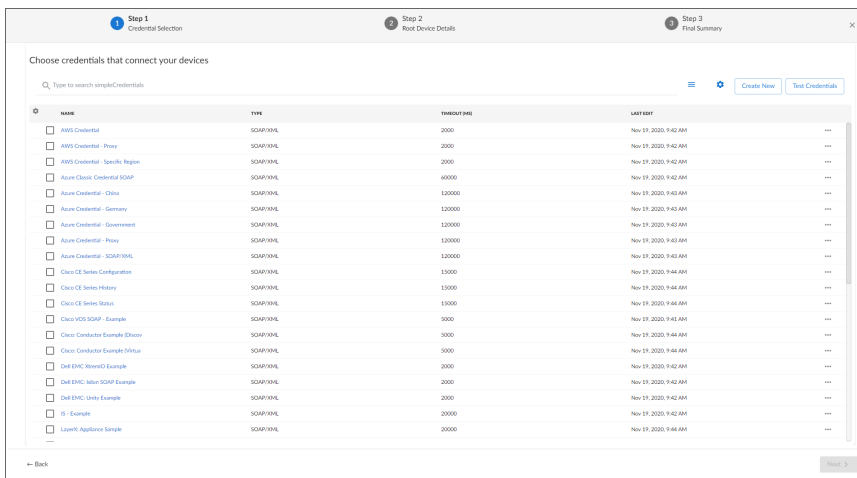 1 Step 1 Credential Selection
2 Step 2 Root Device Details
3 Step 3 Final Summary
Choose credentials that connect your devices
Type to search simpleCredentials Create New Test Credentials
NAME TYPE TIMEOUT (MS) LAST EDIT
AWS Credential SOAP/XML 2000 Nov 19, 2020, 9:42 AM
AWS Credential - Proxy SOAP/XML 2000 Nov 19, 2020, 9:42 AM
AWS Credential - Specific Region SOAP/XML 2000 Nov 19, 2020, 9:42 AM
Azure Classic Credential SOAP SOAP/XML 60000 Nov 19, 2020, 9:42 AM
Azure Credential - China SOAP/XML 120000 Nov 19, 2020, 9:43 AM
Azure Credential - Germany SOAP/XML 120000 Nov 19, 2020, 9:43 AM
Azure Credential - Government SOAP/XML 120000 Nov 19, 2020, 9:43 AM
Azure Credential - Proxy SOAP/XML 120000 Nov 19, 2020, 9:43 AM
Azure Credential - SOAP/XML SOAP/XML 120000 Nov 19, 2020, 9:43 AM
Cisco CE Series Configuration SOAP/XML 15000 Nov 19, 2020, 9:44 AM
Cisco CE Series History SOAP/XML 15000 Nov 19, 2020, 9:44 AM
Cisco CE Series Status SOAP/XML 15000 Nov 19, 2020, 9:44 AM
Cisco VOS SOAP - Example SOAP/XML 5000 Nov 19, 2020, 9:41 AM
Cisco: Conductor Example (Discov SOAP/XML 5000 Nov 19, 2020, 9:44 AM
Cisco: Conductor Example (Virtua SOAP/XML 5000 Nov 19, 2020, 9:44 AM
Dell EMC XtremIO Example SOAP/XML 2000 Nov 19, 2020, 9:42 AM
Dell EMC: Isilon SOAP Example SOAP/XML 2000 Nov 19, 2020, 9:42 AM
Dell EMC: Unity Example SOAP/XML 2000 Nov 19, 2020, 9:42 AM
IS - Example SOAP/XML 20000 Nov 19, 2020, 9:42 AM
LayerX: Appliance Sample SOAP/XML 20000 Nov 19, 2020, 9:44 AM
← Back Next >